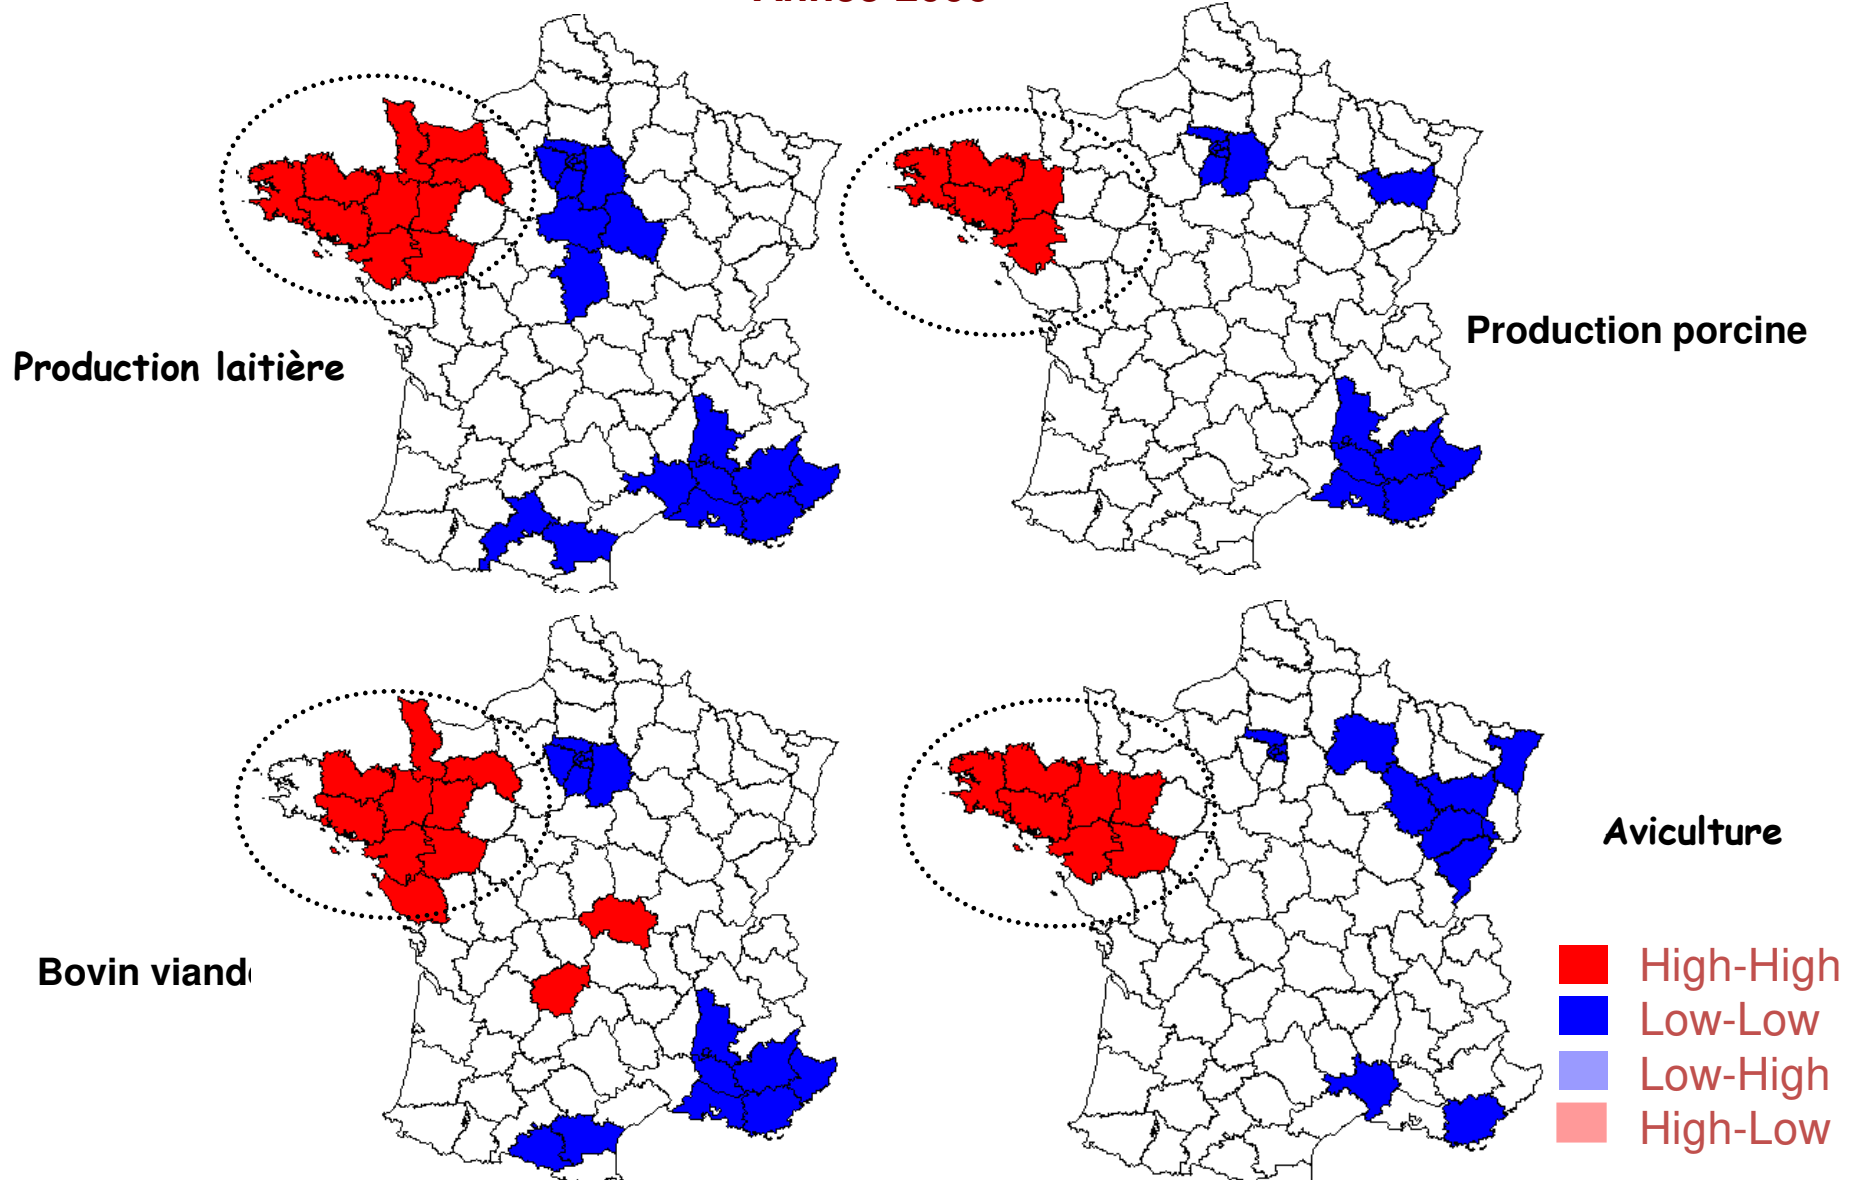 Production laitière
Production porcine
Bovin viand
Aviculture
High-High
Low-Low
Low-High
High-Low